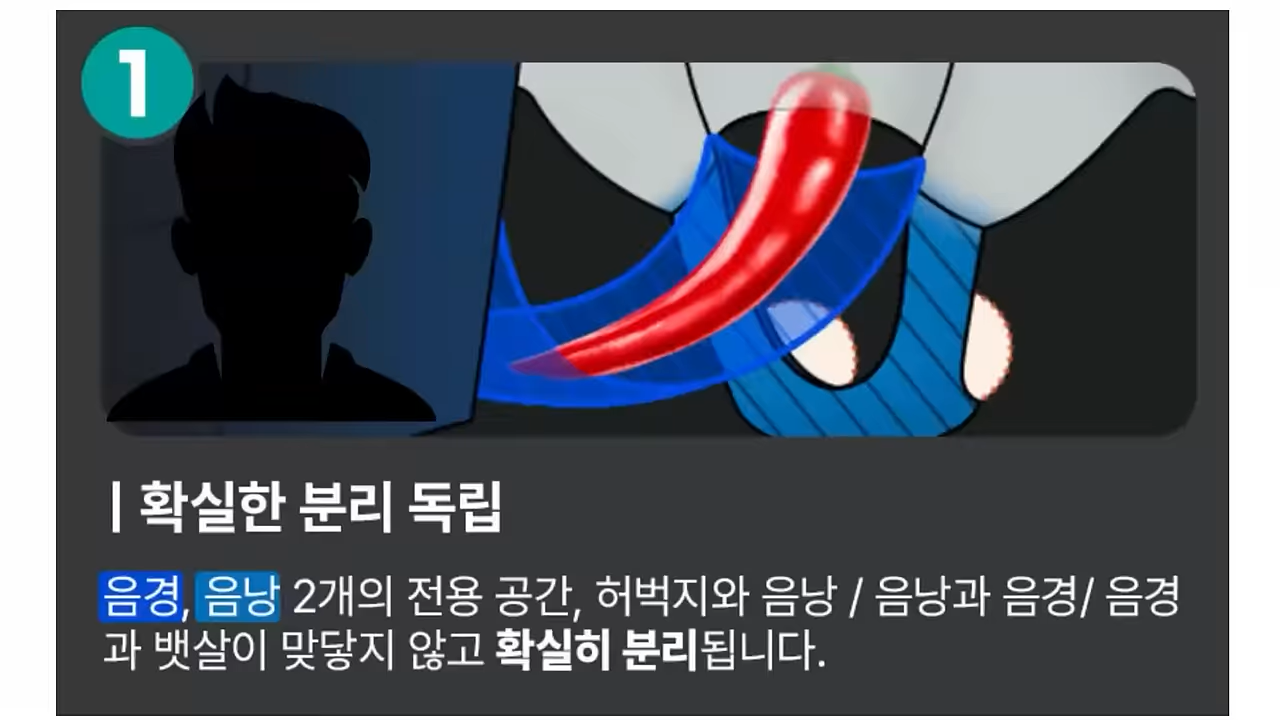 1
| 확실한 분리 독립
음경, 음낭 2개의 전용 공간, 허벅지와 음낭 / 음낭과 음경/ 음경
과 뱃살이 맞닿지 않고 확실히 분리됩니다.